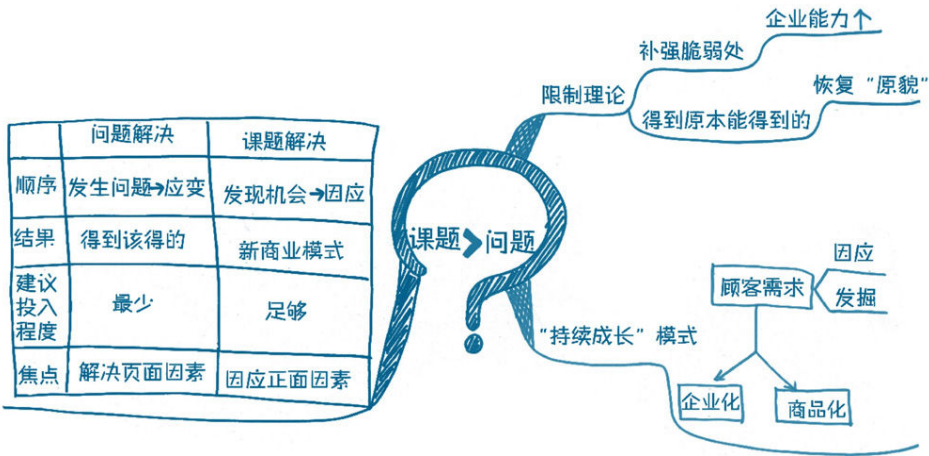 问题解决 课题解决
顺序 发生问题→应变 发现机会→因应
结果 得到该得的 新商业模式
建议
投入
程度
最少 足够
焦点 解决页面因素 因应正面因素
课题>问题
限制理论
补强脆弱处
企业能力↑
得到原本能得到的
恢复“原貌”
“持续成长”模式
顾客需求
因应
发掘
企业化
商品化